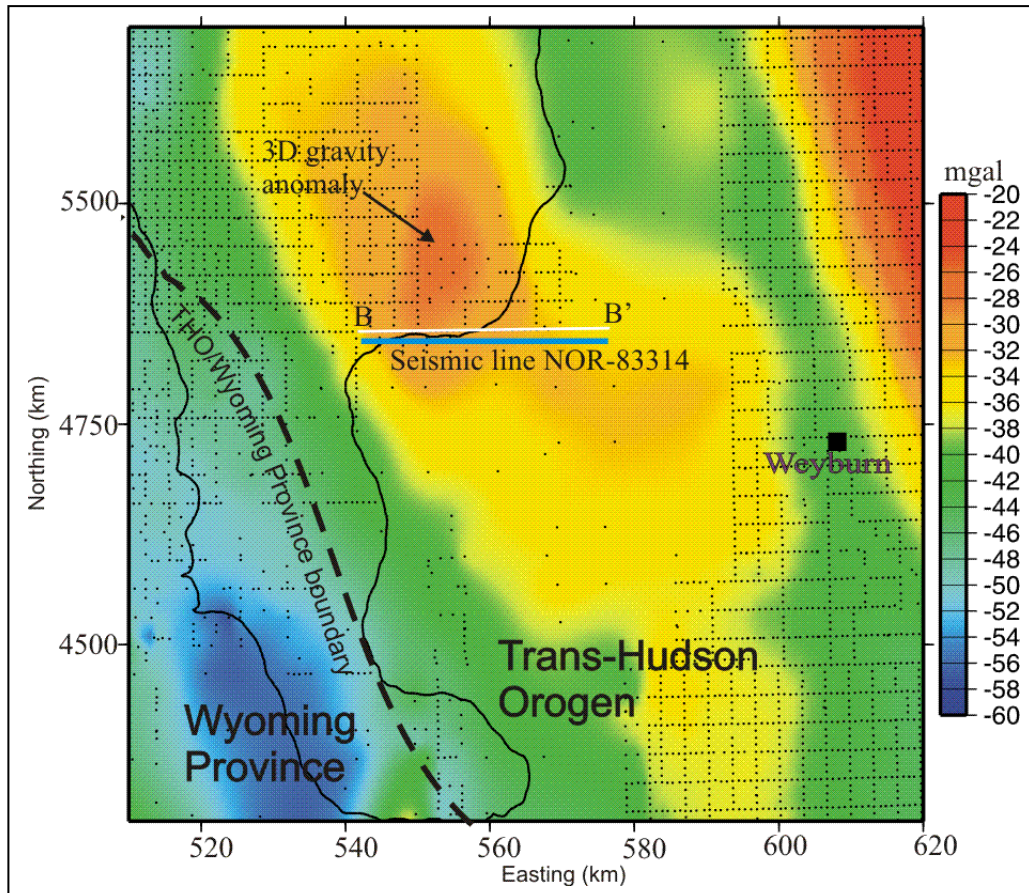 3D gravity
anomaly
mgal
5500
4750
4500
Northing (km)
B
B'
Seismic line NOR-83314
THO/Wyoming Province boundary
Weyburn
Trans-Hudson
Orogen
Wyoming
Province
-20
-22
-24
-26
-28
-30
-32
-34
-36
-38
-40
-42
-44
-46
-48
-50
-52
-54
-56
-58
-60
520
540
560
580
600
620
Easting (km)